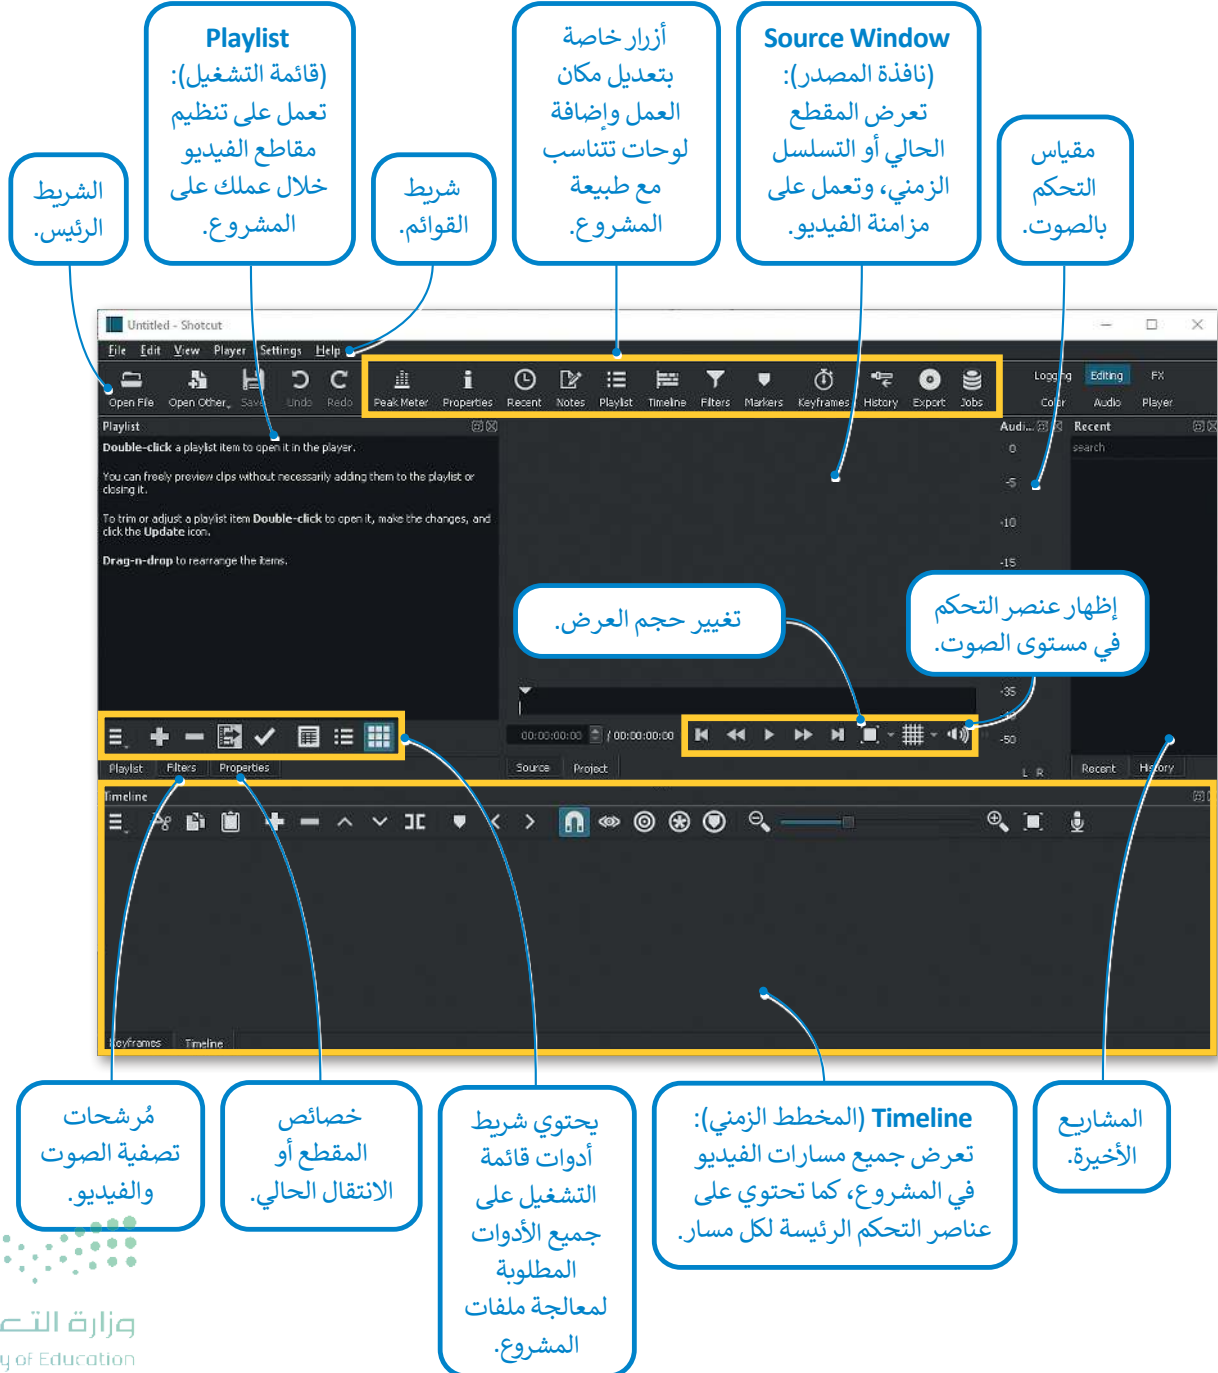 Playlist
(قائمة التشغيل):
تعمل على تنظيم
مقاطع الفيديو
خلال عملك على
المشروع.
أزرار خاصة
بتعديل مكان
العمل وإضافة
لوحات تتناسب
مع طبيعة
المشروع.
Source Window
(نافذة المصدر):
تعرض المقطع
الحالي أو التسلسل
الزمني، وتعمل على
مزامنة الفيديو.
مقياس
التحكم
بالصوت.
الشريط
الرئيس.
شريط
القوائم.
Untitled - Shotcut
File Edit View Player Settings Help
Open File Open Other.. Save Undo Redo Peak Meter Properties Recent Notes Playlist Timeline Filters Markers Keyframes History Export Jobs
Logging Editing FX
Color Audio Player
Playlist
Double-click a playlist item to open it in the player.
You can freely preview clips without necessarily adding them to the playlist or
closing it.
To trim or adjust a playlist item Double-click to open it, make the changes, and
click the Update icon.
Drag-n-drop to rearrange the items.
Audi... Recent
search
0
-5
-10
-15
-35
-50
L R
إظهار عنصر التحكم
في مستوى الصوت.
تغيير حجم العرض.
00:00:00:00 / 00:00:00:00
Playlist Filters Properties
Source Project
Recent History
Timeline
Keyframes Timeline
مُرشحات
تصفية الصوت
والفيديو.
خصائص
المقطع أو
الانتقال الحالي.
يحتوي شريط
أدوات قائمة
التشغيل على
جميع الأدوات
المطلوبة
لمعالجة ملفات
المشروع.
Timeline (المخطط الزمني):
تعرض جميع مسارات الفيديو
في المشروع، كما تحتوي على
عناصر التحكم الرئيسة لكل مسار.
المشاريع
الأخيرة.
وزارة
of Education